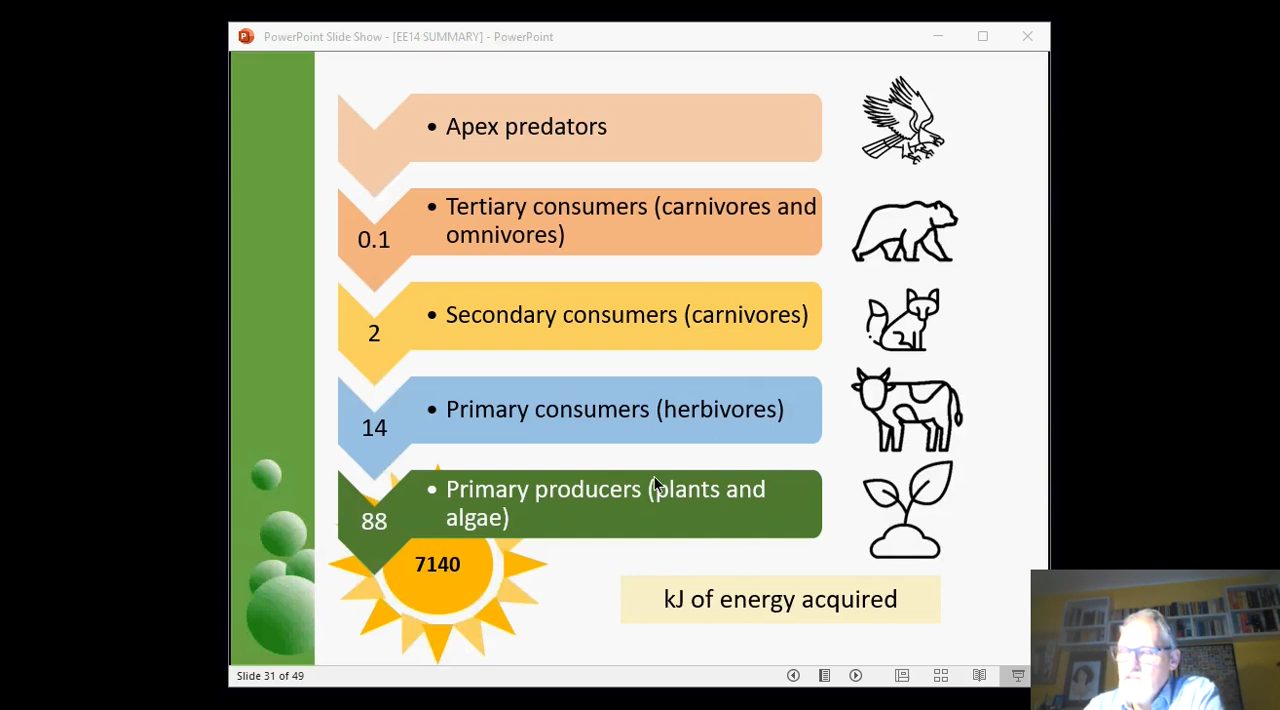 PowerPoint Slide Show - [EE14 SUMMARY] - PowerPoint
• Apex predators
0.1
• Tertiary consumers (carnivores and
omnivores)
2
• Secondary consumers (carnivores)
14
• Primary consumers (herbivores)
88
• Primary producers (plants and
algae)
7140
kJ of energy acquired
Slide 31 of 49